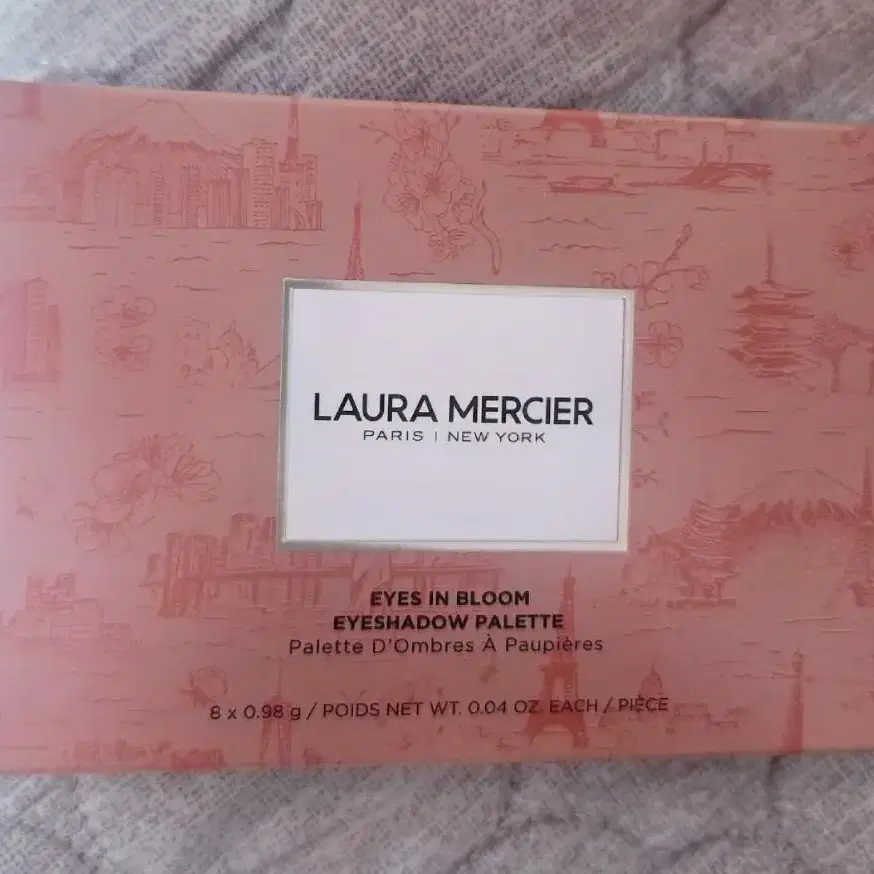 LAURA MERCIER
PARIS | NEW YORK
EYES IN BLOOM
EYESHADOW PALETTE
Palette D'Ombres À Paupières
8 x 0.98 g / POIDS NET WT. 0.04 OZ. EACH / PIÈCE